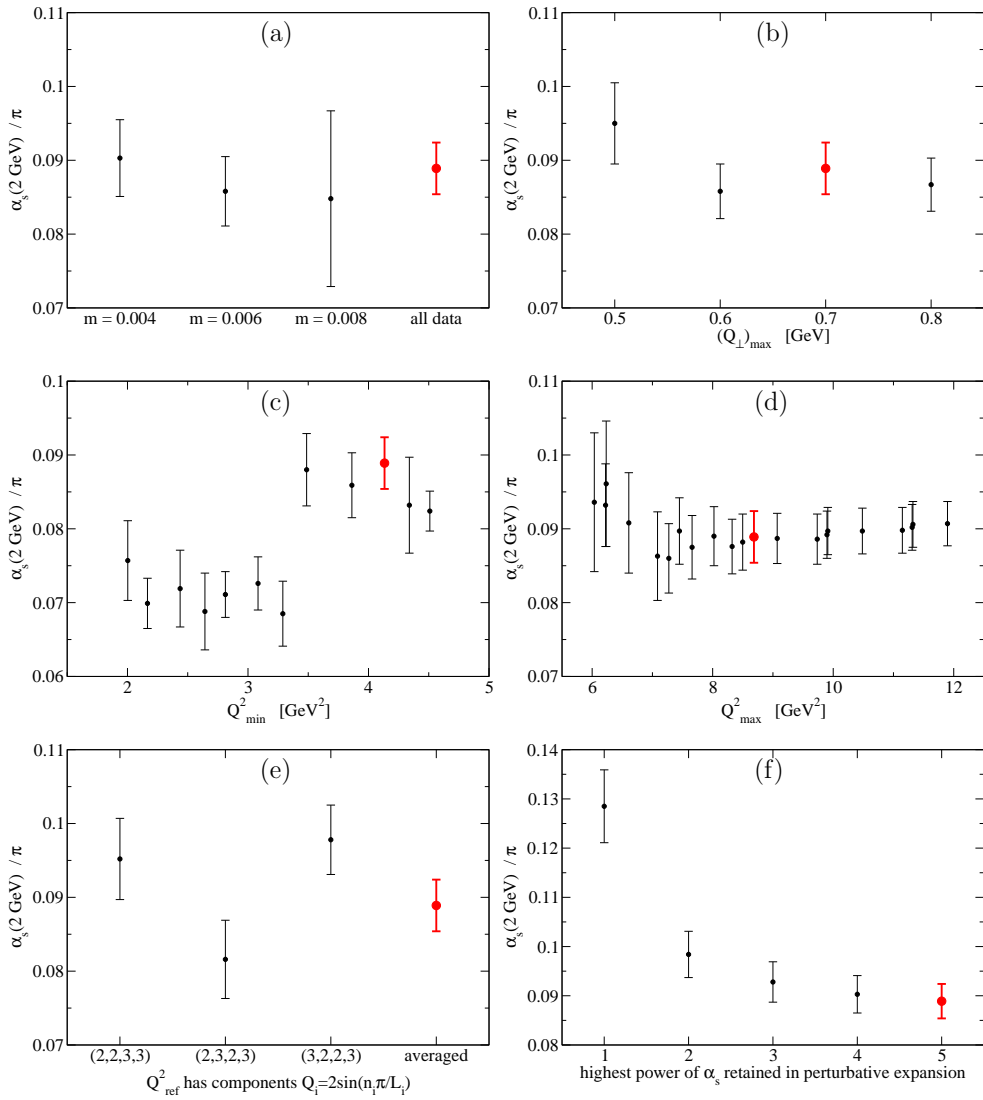 (a)
0.11
0.1
0.09
0.08
0.07
α_s(2 GeV) / π
m = 0.004 m = 0.006 m = 0.008 all data
(b)
0.11
0.1
0.09
0.08
0.07
α_s(2 GeV) / π
0.5 0.6 0.7 0.8
(Q_⊥)_max [GeV]
(c)
0.1
0.09
0.08
0.07
0.06
α_s(2 GeV) / π
2 3 4 5
Q²_min [GeV²]
(d)
0.11
0.1
0.09
0.08
0.07
α_s(2 GeV) / π
6 8 10 12
Q²_max [GeV²]
(e)
0.11
0.1
0.09
0.08
0.07
α_s(2 GeV) / π
(2,2,3,3) (2,3,2,3) (3,2,2,3) averaged
Q²_ref has components Q_i=2sin(n_iπ/L_i)
(f)
0.14
0.13
0.12
0.11
0.1
0.09
0.08
α_s(2 GeV) / π
1 2 3 4 5
highest power of α_s retained in perturbative expansion